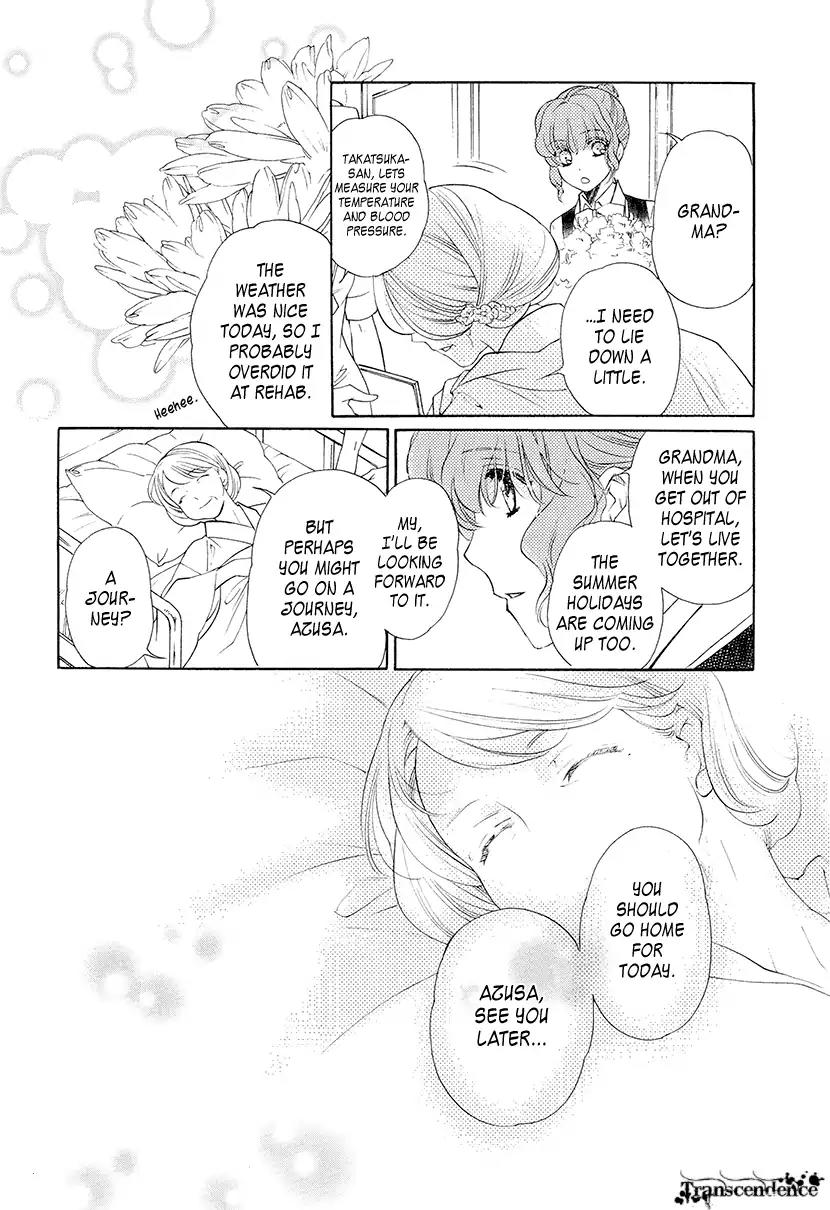 GRAND-
MA?
TAKATSUKA-
SAN, LETS
MEASURE YOUR
TEMPERATURE
AND BLOOD
PRESSURE.
...I NEED
TO LIE
DOWN A
LITTLE.
THE
WEATHER
WAS NICE
TODAY, SO I
PROBABLY
OVERDID IT
AT REHAB.
Heehee.
GRANDMA,
WHEN YOU
GET OUT OF
HOSPITAL,
LET'S LIVE
TOGETHER.
THE
SUMMER
HOLIDAYS
ARE COMING
UP TOO.
MY,
I'LL BE
LOOKING
FORWARD
TO IT.
BUT
PERHAPS
YOU MIGHT
GO ON A
JOURNEY,
AZUSA.
A
JOUR-
NEY?
YOU
SHOULD
GO HOME
FOR
TODAY.
AZUSA,
SEE YOU
LATER...
Transcendence